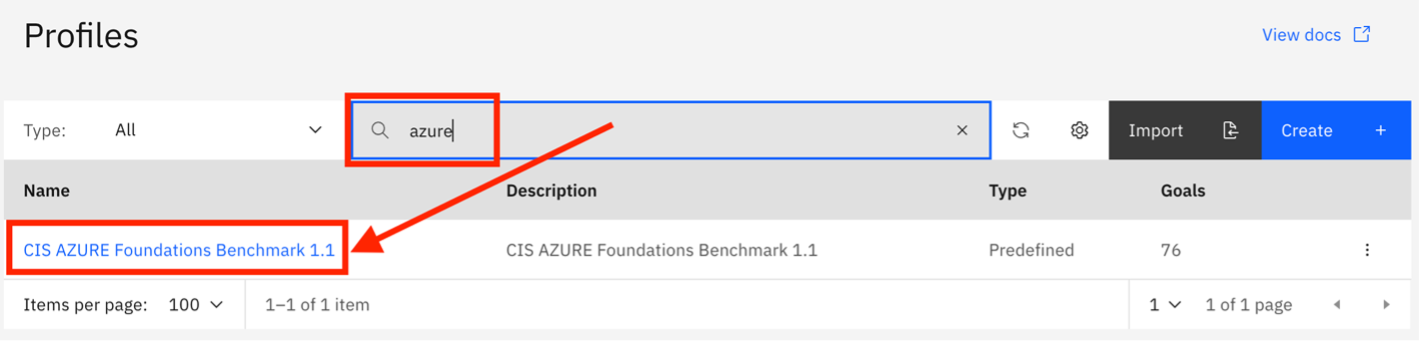 Profiles
View docs
Type: All azure Import Create +
Name Description Type Goals
CIS AZURE Foundations Benchmark 1.1 CIS AZURE Foundations Benchmark 1.1 Predefined 76
Items per page: 100 1–1 of 1 item 1 1 of 1 page